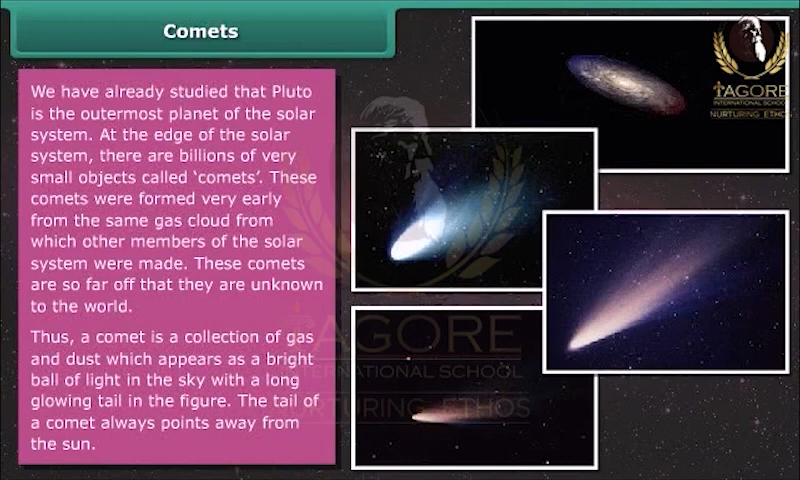 Comets
We have already studied that Pluto
is the outermost planet of the solar
system. At the edge of the solar
system, there are billions of very
small objects called ‘comets’. These
comets were formed very early
from the same gas cloud from
which other members of the solar
system were made. These comets
are so far off that they are unknown
to the world.
Thus, a comet is a collection of gas
and dust which appears as a bright
ball of light in the sky with a long
glowing tail in the figure. The tail of
a comet always points away from
the sun.
TAGORE
INTERNATIONAL SCHOOL
NURTURING ETHOS
TAGORE
INTERNATIONAL SCHOOL
NURTURING ETHOS